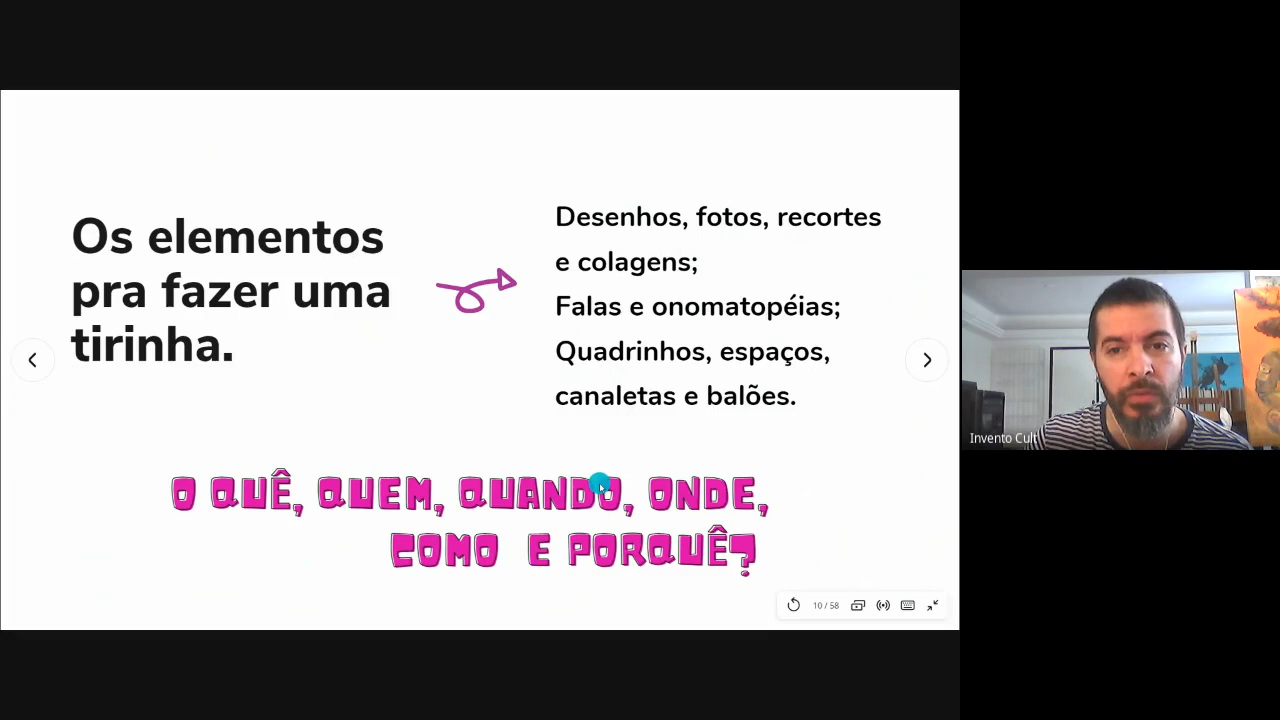 Os elementos
pra fazer uma
tirinha.
Desenhos, fotos, recortes
e colagens;
Falas e onomatopéias;
Quadrinhos, espaços,
canaletas e balões.
O QUÊ, QUEM, QUANDO, ONDE,
COMO E PORQUÊ?
10 / 58
Invento Cult